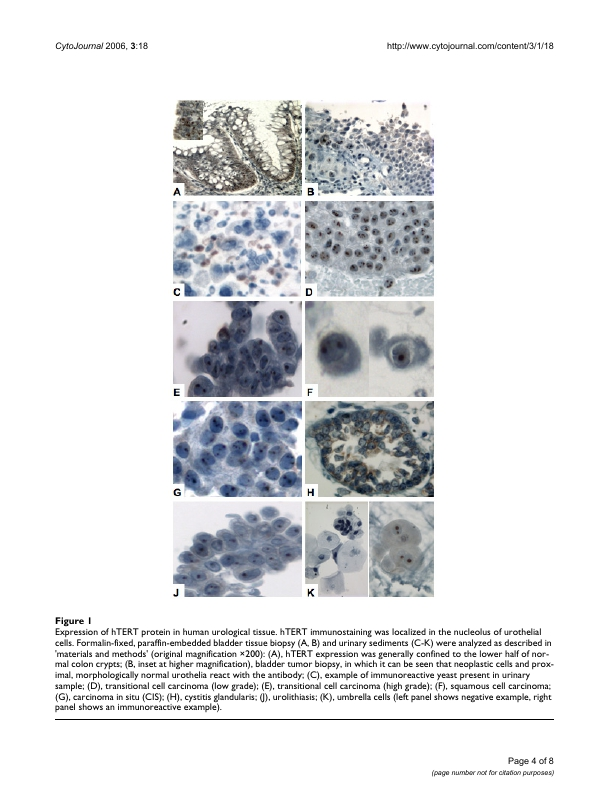 CytoJournal 2006, 3:18 http://www.cytojournal.com/content/3/1/18
A B
C D
E F
G H
J K
Figure 1
Expression of hTERT protein in human urological tissue. hTERT immunostaining was localized in the nucleolus of urothelial
cells. Formalin-fixed, paraffin-embedded bladder tissue biopsy (A, B) and urinary sediments (C-K) were analyzed as described in
'materials and methods' (original magnification ×200): (A), hTERT expression was generally confined to the lower half of nor-
mal colon crypts; (B, inset at higher magnification), bladder tumor biopsy, in which it can be seen that neoplastic cells and prox-
imal, morphologically normal urothelia react with the antibody; (C), example of immunoreactive yeast present in urinary
sample; (D), transitional cell carcinoma (low grade); (E), transitional cell carcinoma (high grade); (F), squamous cell carcinoma;
(G), carcinoma in situ (CIS); (H), cystitis glandularis; (J), urolithiasis; (K), umbrella cells (left panel shows negative example, right
panel shows an immunoreactive example).
Page 4 of 8
(page number not for citation purposes)